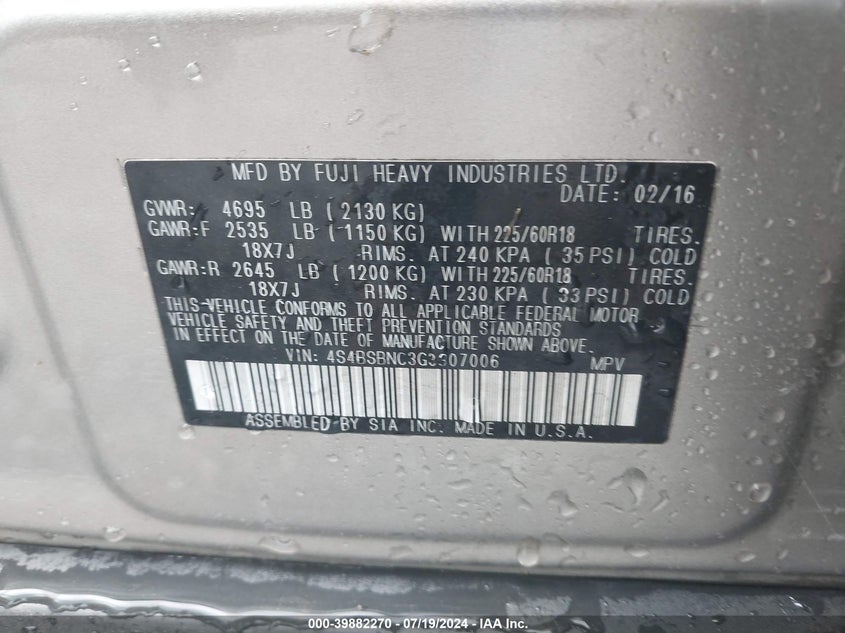 MFD BY FUJI HEAVY INDUSTRIES LTD.
DATE: 02/16
GVWR: 4695 LB ( 2130 KG)
GAWR:F 2535 LB ( 1150 KG) WITH 225/60R18 TIRES.
18X7J RIMS. AT 240 KPA ( 35 PSI) COLD
GAWR:R 2645 LB ( 1200 KG) WITH 225/60R18 TIRES.
18X7J RIMS. AT 230 KPA ( 33 PSI) COLD
THIS-VEHICLE CONFORMS TO ALL APPLICABLE FEDERAL MOTOR
VEHICLE SAFETY AND THEFT PREVENTION STANDARDS
IN EFFECT ON THE DATE OF MANUFACTURE SHOWN ABOVE.
VIN: 4S4BSBNC3G3307006 MPV
ASSEMBLED BY SIA INC. MADE IN U.S.A.
000-39882270 - 07/19/2024 - IAA Inc.